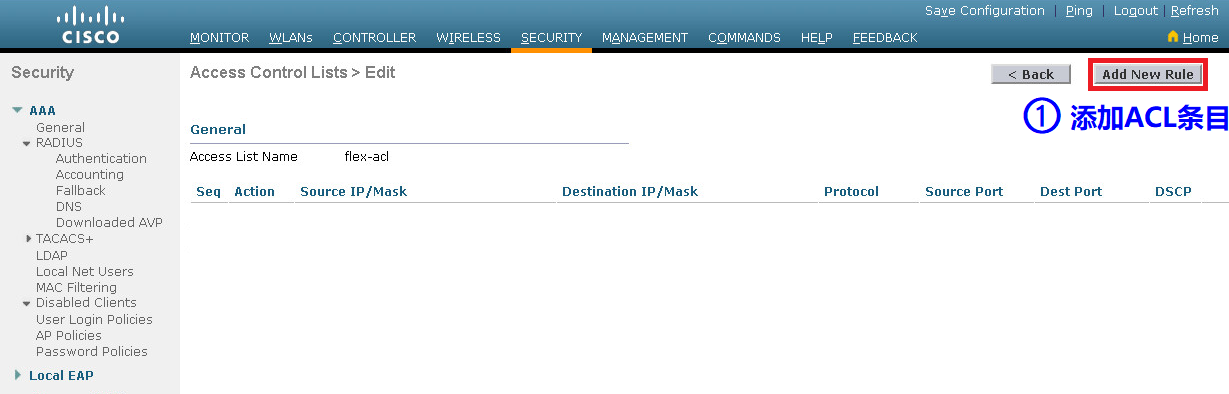 Save Configuration | Ping | Logout | Refresh
CISCO MONITOR WLANs CONTROLLER WIRELESS SECURITY MANAGEMENT COMMANDS HELP FEEDBACK Home
Security
Access Control Lists > Edit
< Back Add New Rule
① 添加ACL条目
AAA
General
RADIUS
Authentication
Accounting
Fallback
DNS
Downloaded AVP
TACACS+
LDAP
Local Net Users
MAC Filtering
Disabled Clients
User Login Policies
AP Policies
Password Policies
Local EAP
General
Access List Name flex-acl
Seq Action Source IP/Mask Destination IP/Mask Protocol Source Port Dest Port DSCP